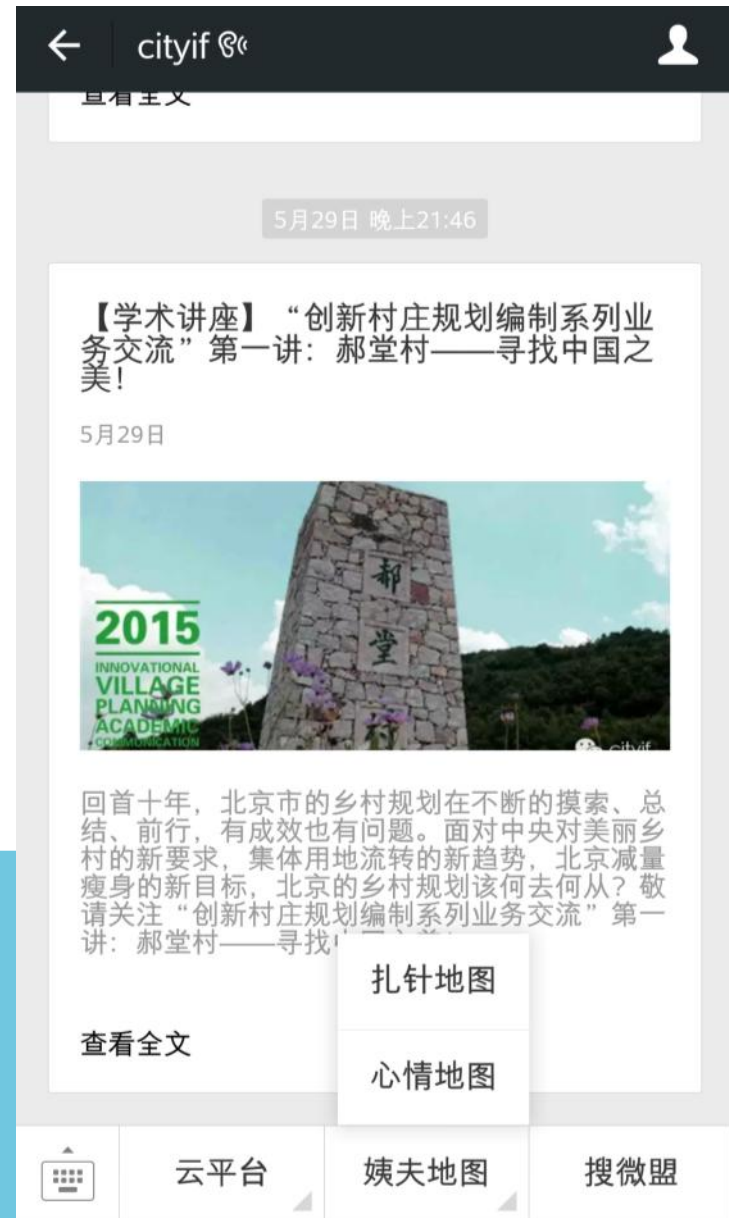 cityif
查看全文
5月29日 晚上21:46
【学术讲座】“创新村庄规划编制系列业
务交流”第一讲：郝堂村——寻找中国之
美！
5月29日
郝
堂
2015
INNOVATIONAL
VILLAGE
PLANNING
ACADEMIC
COMMUNICATION
cityif
回首十年，北京市的乡村规划在不断的摸索、总
结、前行，有成效也有问题。面对中央对美丽乡
村的新要求，集体用地流转的新趋势，北京减量
瘦身的新目标，北京的乡村规划该何去何从？敬
请关注“创新村庄规划编制系列业务交流”第一
讲：郝堂村——寻找
扎针地图
心情地图
查看全文
云平台
姨夫地图
搜微盟